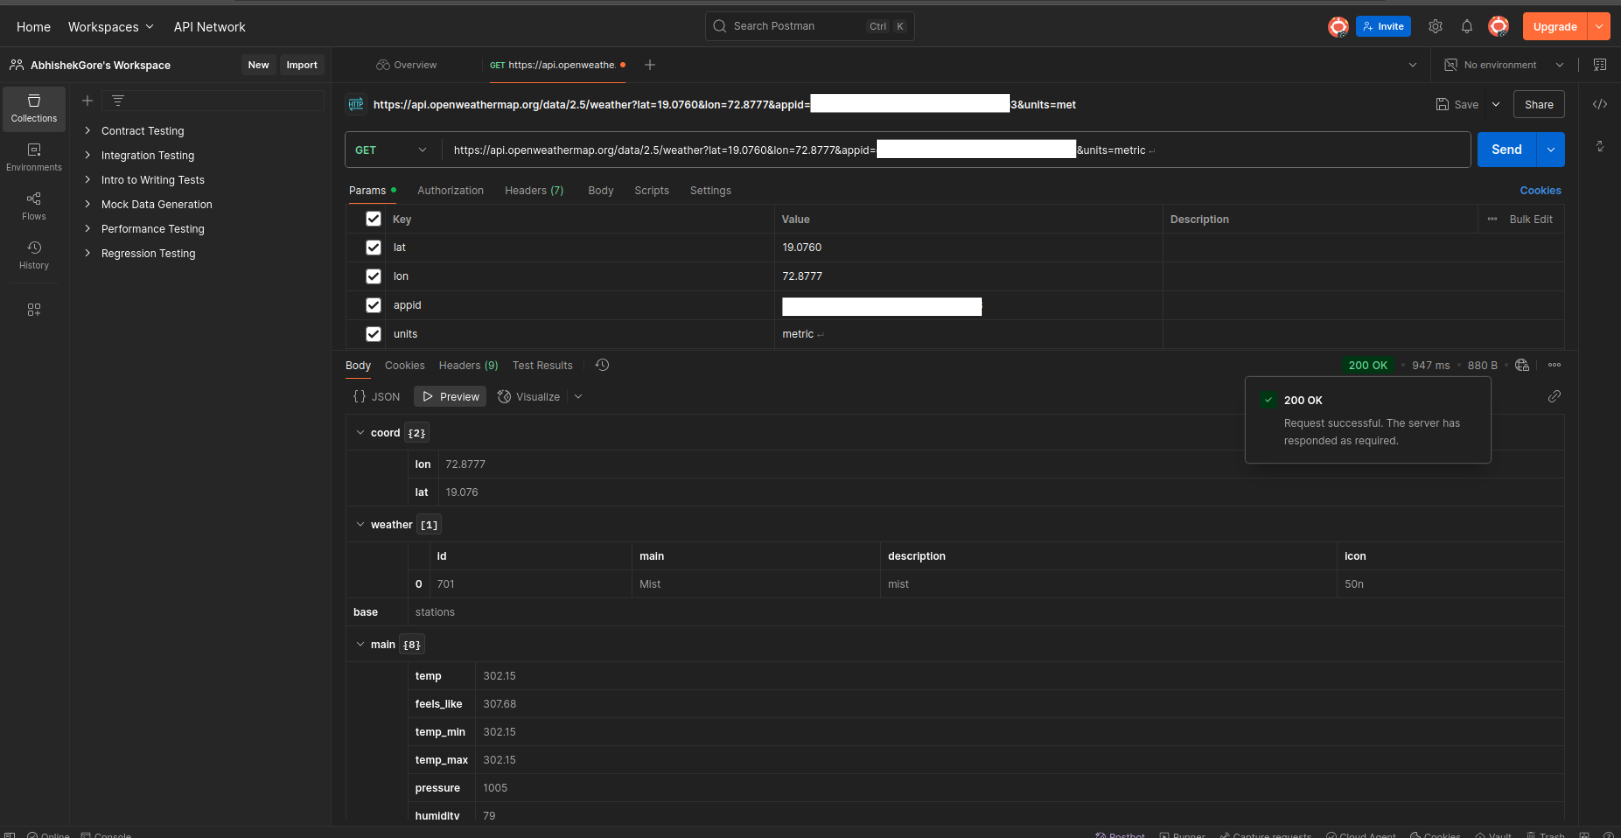 Home Workspaces API Network Search Postman Ctrl K Invite Upgrade
AbhishekGore's Workspace New Import Overview GET https://api.openweathe. No environment
https://api.openweathermap.org/data/2.5/weather?lat=19.0760&lon=72.8777&appid= 3&units=met Save Share
Collections
Environments
Flows
History
Contract Testing
Integration Testing
Intro to Writing Tests
Mock Data Generation
Performance Testing
Regression Testing
GET https://api.openweathermap.org/data/2.5/weather?lat=19.0760&lon=72.8777&appid= &units=metric Send
Params Authorization Headers (7) Body Scripts Settings Cookies
Key Value Description Bulk Edit
lat 19.0760
lon 72.8777
appid
units metric
Body Cookies Headers (9) Test Results 200 OK 947 ms 880 B
{} JSON Preview Visualize
200 OK
Request successful. The server has
responded as required.
coord {2}
lon 72.8777
lat 19.076
weather [1]
id main description icon
0 701 Mist mist 50n
base stations
main {8}
temp 302.15
feels_like 307.68
temp_min 302.15
temp_max 302.15
pressure 1005
humidity 79
Online Console Postbot Runner Capture requests Cloud Agent Cookies Vault Trash